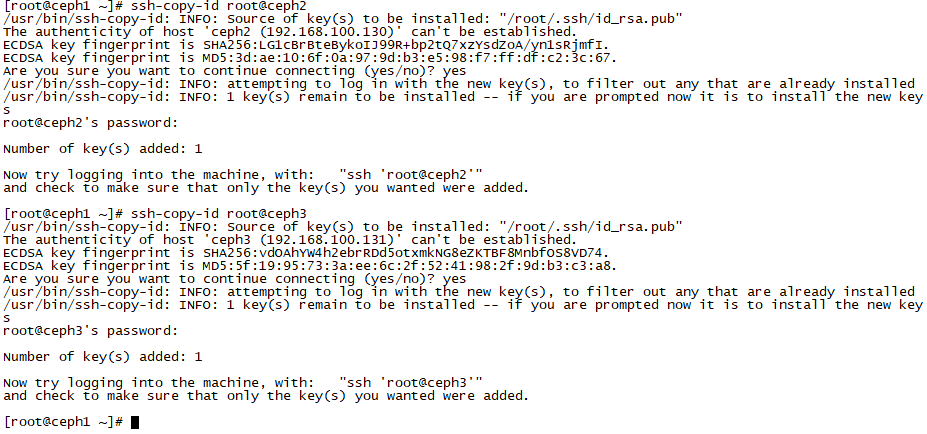 [root@ceph1 ~]# ssh-copy-id root@ceph2
/usr/bin/ssh-copy-id: INFO: Source of key(s) to be installed: "/root/.ssh/id_rsa.pub"
The authenticity of host 'ceph2 (192.168.100.130)' can't be established.
ECDSA key fingerprint is SHA256:LG1cBrBteBykoIJ99R+bp2tQ7xzYsdZoA/yn1sRjmfI.
ECDSA key fingerprint is MD5:3d:ae:10:6f:0a:97:9d:b3:e5:98:f7:ff:df:c2:3c:67.
Are you sure you want to continue connecting (yes/no)? yes
/usr/bin/ssh-copy-id: INFO: attempting to log in with the new key(s), to filter out any that are already installed
/usr/bin/ssh-copy-id: INFO: 1 key(s) remain to be installed -- if you are prompted now it is to install the new key
s
root@ceph2's password:
Number of key(s) added: 1
Now try logging into the machine, with:   "ssh 'root@ceph2'"
and check to make sure that only the key(s) you wanted were added.
[root@ceph1 ~]# ssh-copy-id root@ceph3
/usr/bin/ssh-copy-id: INFO: Source of key(s) to be installed: "/root/.ssh/id_rsa.pub"
The authenticity of host 'ceph3 (192.168.100.131)' can't be established.
ECDSA key fingerprint is SHA256:vdOAhYW4h2ebrRDd5otxmkNG8eZKTBF8MnbfOS8VD74.
ECDSA key fingerprint is MD5:5f:19:95:73:3a:ee:6c:2f:52:41:98:2f:9d:b3:c3:a8.
Are you sure you want to continue connecting (yes/no)? yes
/usr/bin/ssh-copy-id: INFO: attempting to log in with the new key(s), to filter out any that are already installed
/usr/bin/ssh-copy-id: INFO: 1 key(s) remain to be installed -- if you are prompted now it is to install the new key
s
root@ceph3's password:
Number of key(s) added: 1
Now try logging into the machine, with:   "ssh 'root@ceph3'"
and check to make sure that only the key(s) you wanted were added.
[root@ceph1 ~]#